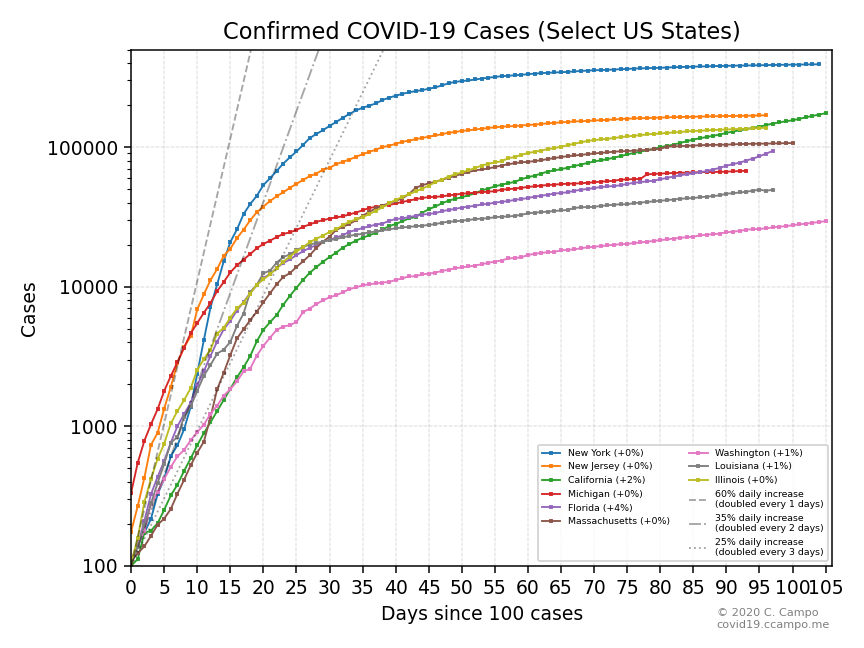 Confirmed COVID-19 Cases (Select US States)
Cases
100000
10000
1000
100
New York (+0%)
New Jersey (+0%)
California (+2%)
Michigan (+0%)
Florida (+4%)
Massachusetts (+0%)
Washington (+1%)
Louisiana (+1%)
Illinois (+0%)
60% daily increase
(doubled every 1 days)
35% daily increase
(doubled every 2 days)
25% daily increase
(doubled every 3 days)
0 5 10 15 20 25 30 35 40 45 50 55 60 65 70 75 80 85 90 95 100 105
Days since 100 cases
© 2020 C. Campo
covid19.ccampo.me